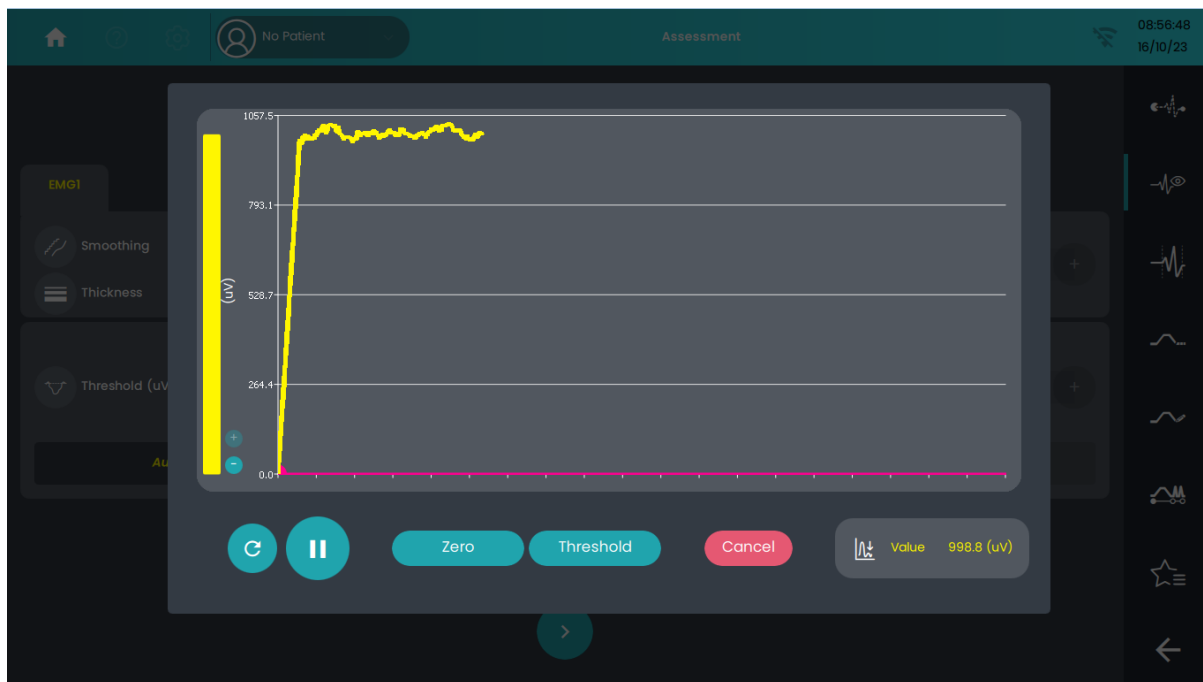 No Patient
Assessment
08:56:48
16/10/23
EMG1
Smoothing
Thickness
Threshold (uV
Au
1057.5
793.1
528.7
264.4
0.0
(uV)
+
−
+
+
Zero
Threshold
Cancel
Value 998.8 (uV)